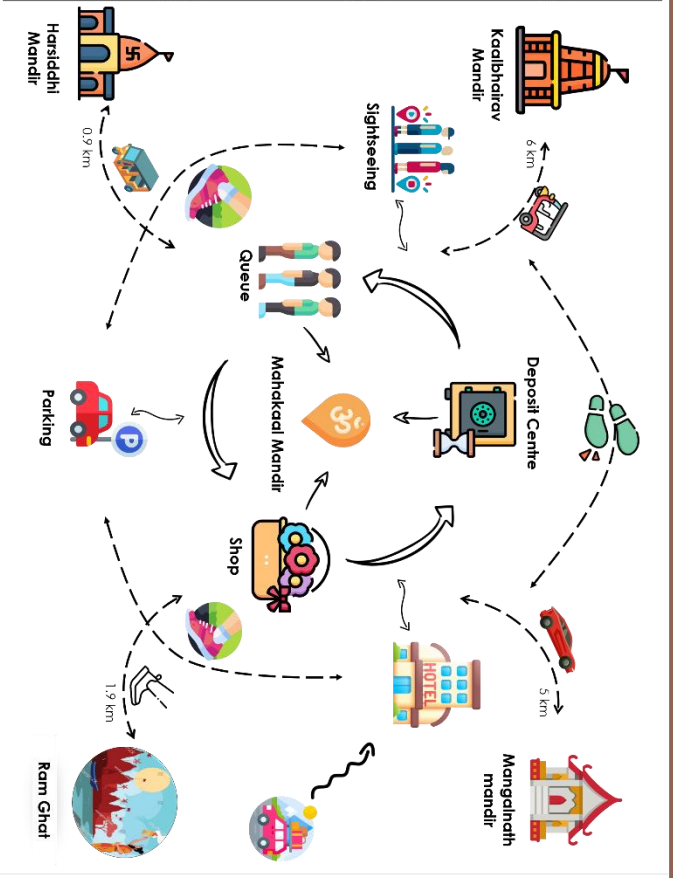 6 km
5 km
Kaalbhairav
Mandir
Deposit Centre
Mangalnath
mandir
HOTEL
Sightseeing
ॐ
Mahakaal Mandir
Queue
Shop
P
0.9 km
1.9 km
Harsiddhi
Mandir
Parking
Ram Ghat